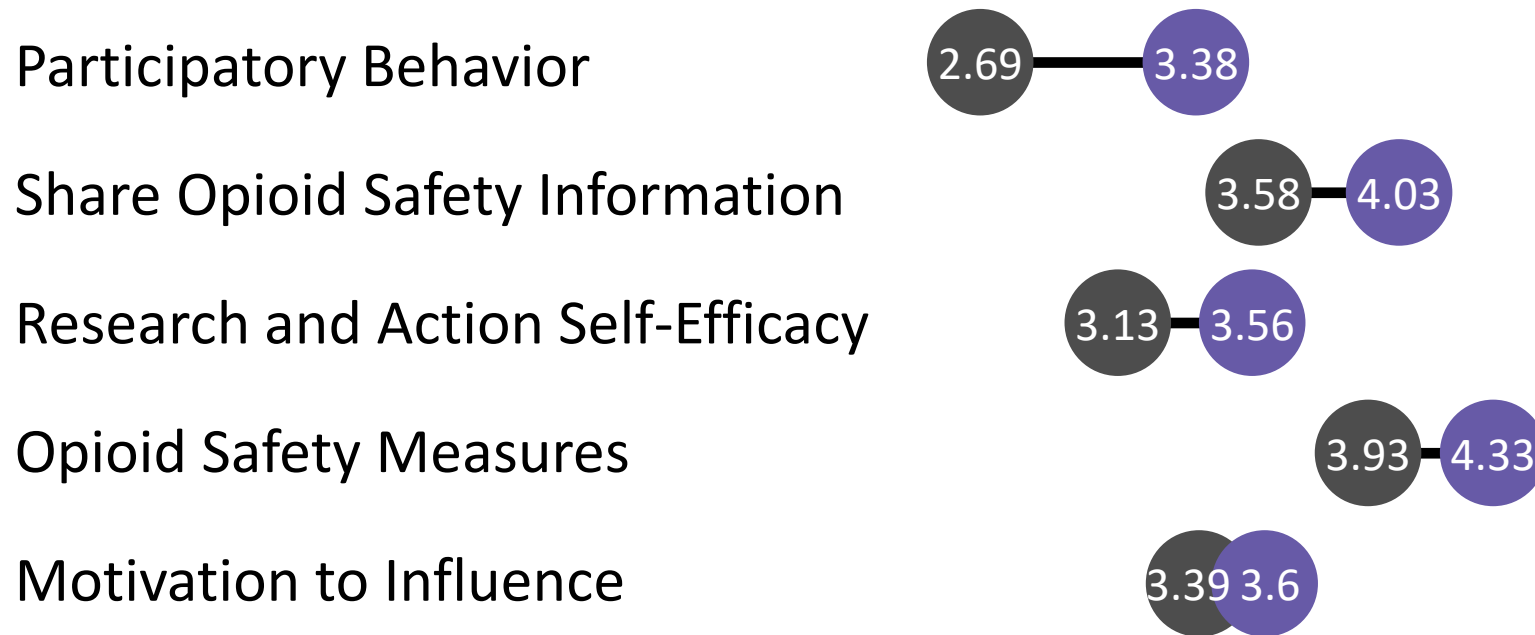 Participatory Behavior 2.69 3.38
Share Opioid Safety Information 3.58 4.03
Research and Action Self-Efficacy 3.13 3.56
Opioid Safety Measures 3.93 4.33
Motivation to Influence 3.39 3.6